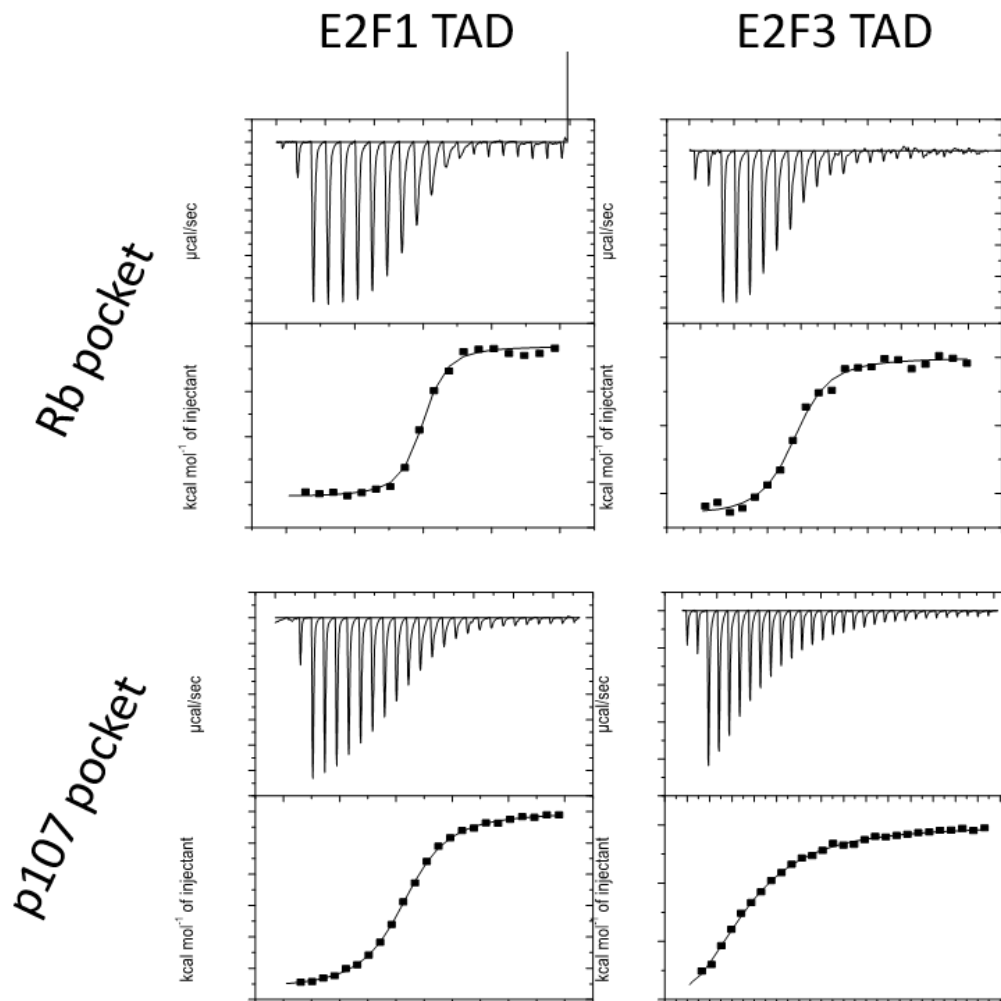 E2F1 TAD
E2F3 TAD
Rb pocket
µcal/sec
µcal/sec
kcal mol⁻¹ of injectant
kcal mol⁻¹ of injectant
p107 pocket
µcal/sec
µcal/sec
kcal mol⁻¹ of injectant
kcal mol⁻¹ of injectant